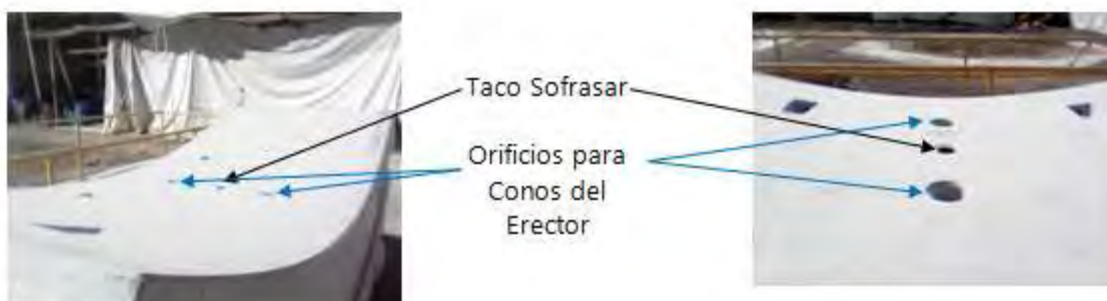 Taco Sofrasar
Orificios para
Conos del
Erector